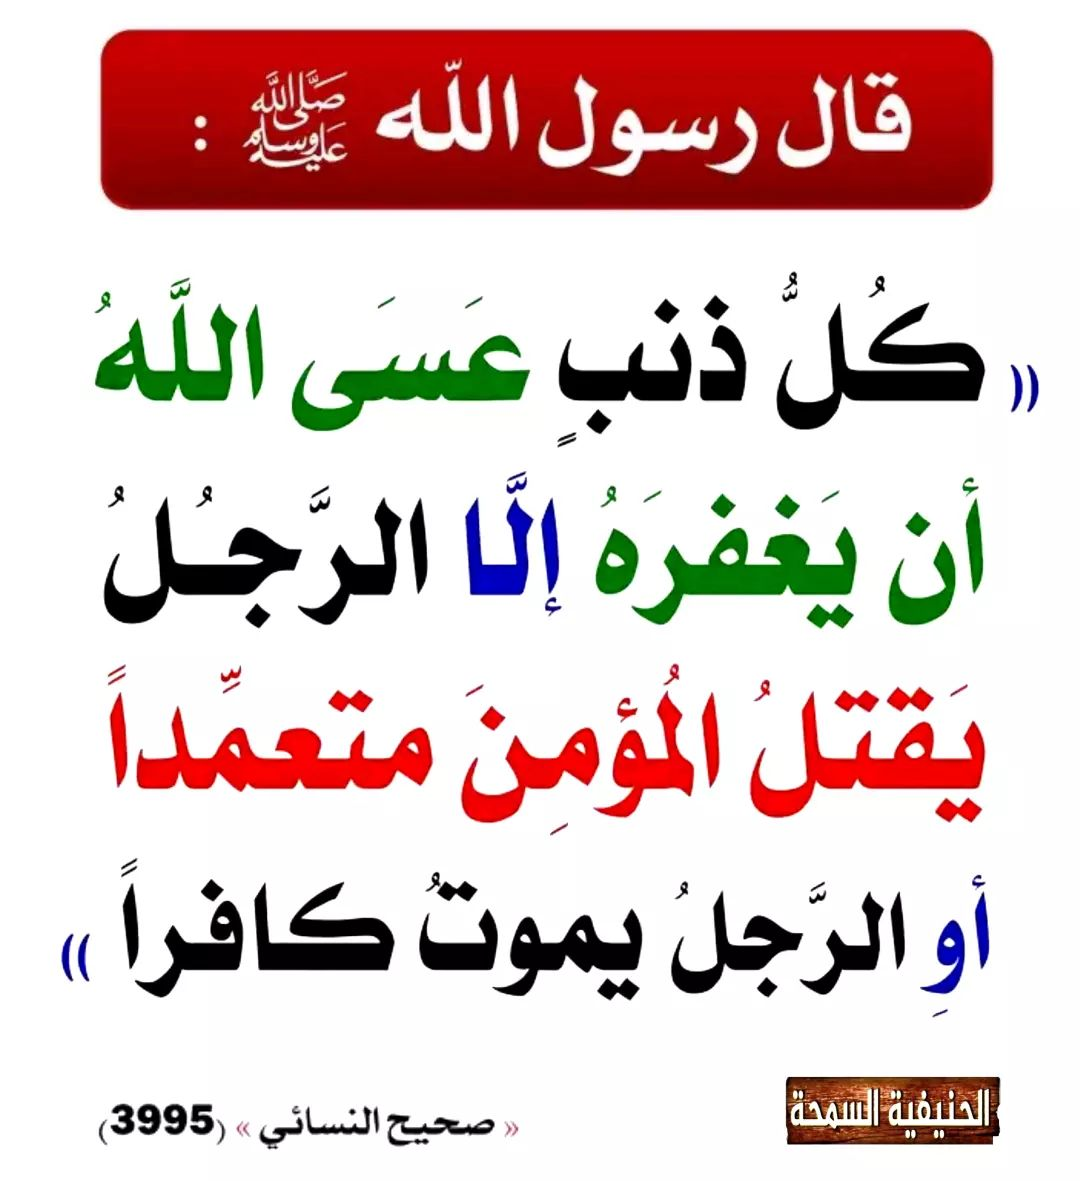 قال رسول الله ﷺ :
(( كُلُّ ذنبٍ عَسَى اللَّهُ
أن يَغفرَهُ إلَّا الرَّجُلُ
يَقتلُ المُؤمِنَ متعمِّداً
أوِ الرَّجلُ يموتُ كافراً ))
« صحيح النسائي » (3995)
الحنيفية السمحة